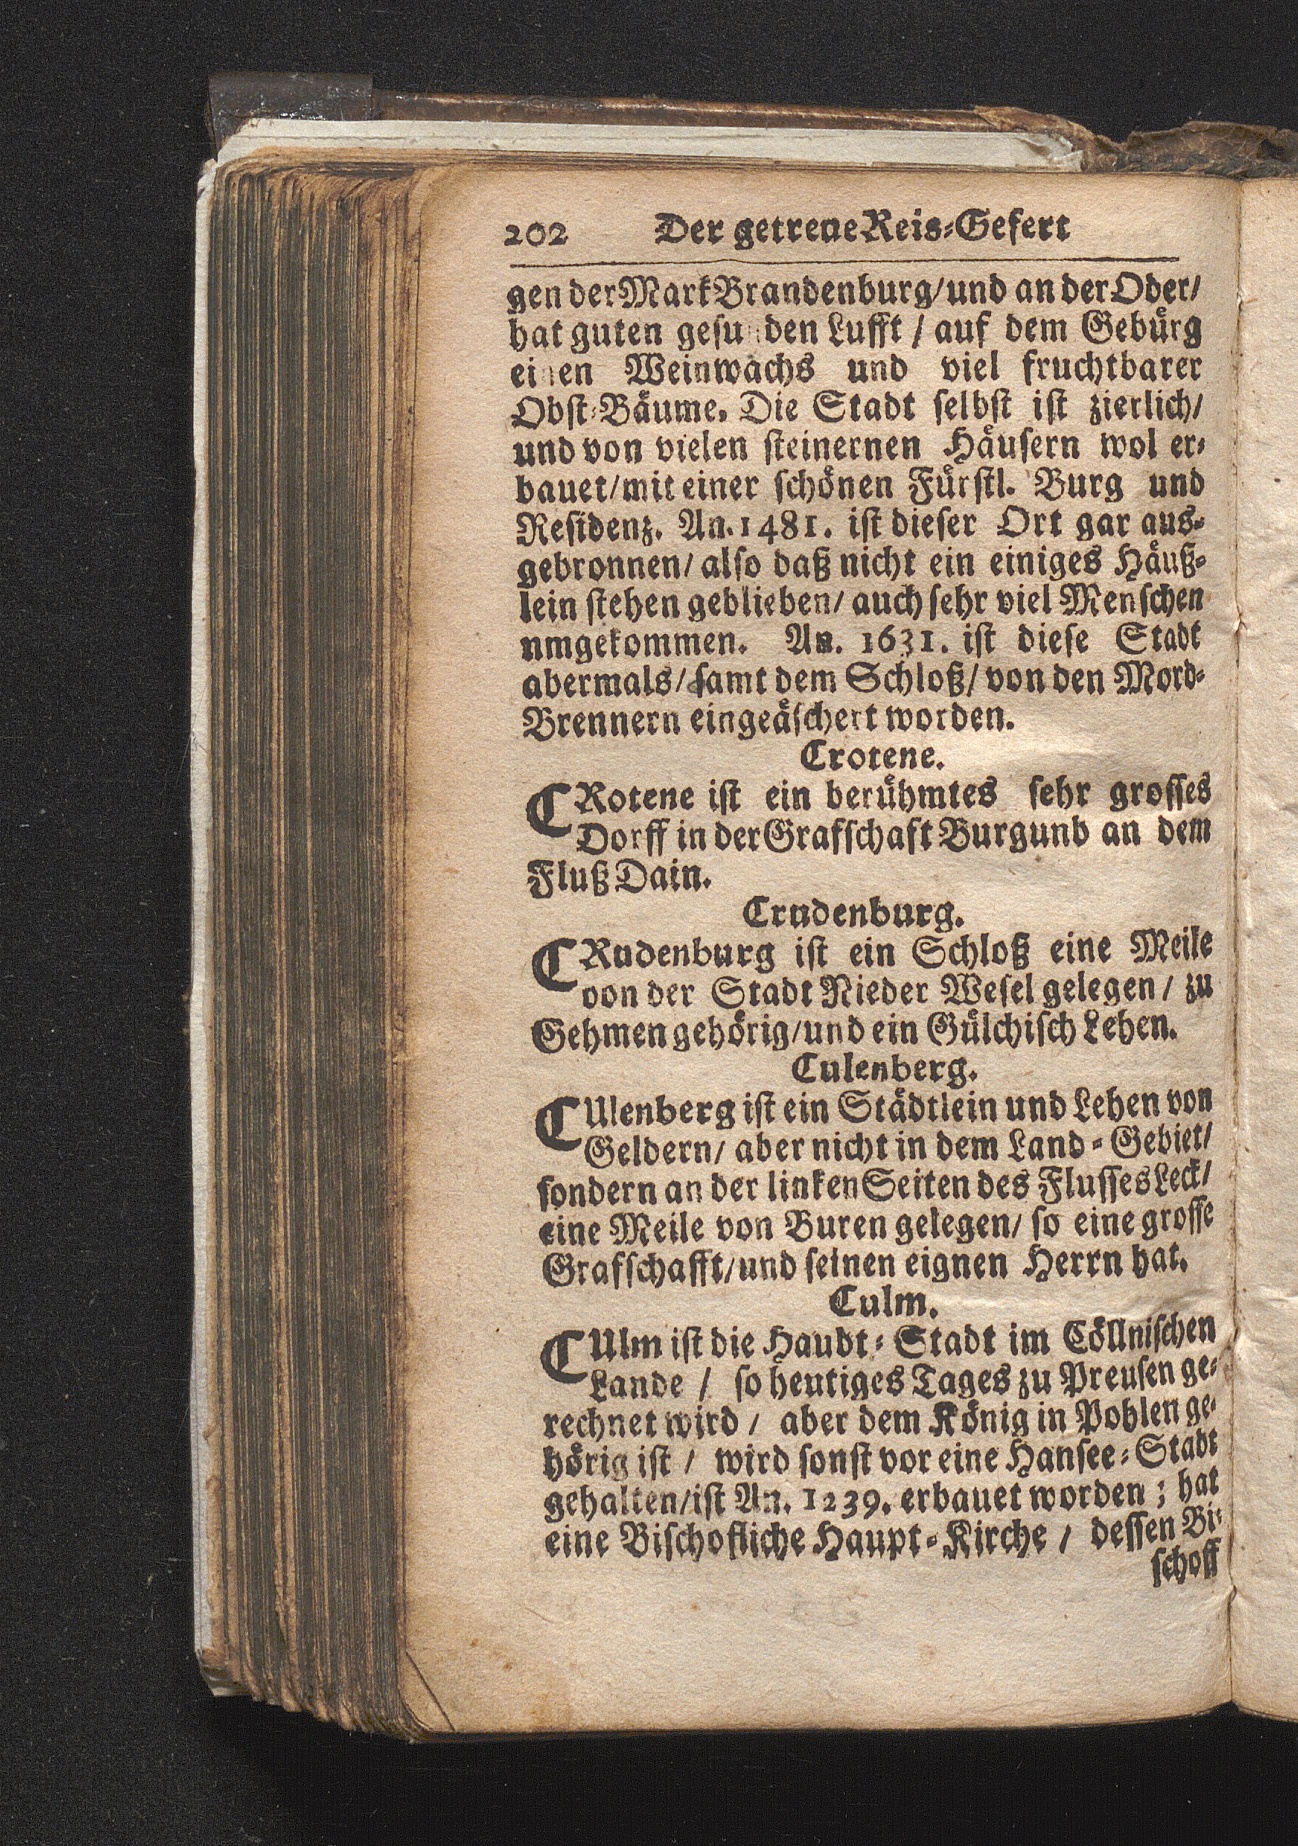 202 Der getreue Reis-Gefert
gen der Mark Brandenburg/und an der Oder/
hat guten gesunden Lufft / auf dem Gebürg
einen Weinwachs und viel fruchtbarer
Obst-Bäume. Die Stadt selbst ist zierlich/
und von vielen steinernen Häusern wol er-
bauet/mit einer schönen Fürstl. Burg und
Residenz. An. 1481. ist dieser Ort gar aus-
gebronnen/ also daß nicht ein einiges Häuß-
lein stehen geblieben/ auch sehr viel Menschen
umgekommen. An. 1631. ist diese Stadt
abermals/ samt dem Schloß/ von den Mord-
Brennern eingeäschert worden.
Crotene.
CRotene ist ein berühmtes sehr grosses
Dorff in der Grafschaft Burgund an dem
Fluß Dain.
Crudenburg.
CRudenburg ist ein Schloß eine Meile
von der Stadt Nieder Wesel gelegen / zu
Gehmen gehörig/und ein Gülchisch Lehen.
Culenberg.
CUlenberg ist ein Städtlein und Lehen von
Geldern/ aber nicht in dem Land-Gebiet/
sondern an der linken Seiten des Flusses Leck/
eine Meile von Buren gelegen/ so eine grosse
Grafschafft/und seinen eignen Herrn hat.
Culm.
CUlm ist die Haubt-Stadt im Cöllnischen
Lande / so heutiges Tages zu Preusen ge-
rechnet wird / aber dem König in Pohlen ge-
hörig ist / wird sonst vor eine Hansee-Stadt
gehalten/ist An. 1239. erbauet worden ; hat
eine Bischofliche Haupt-Kirche / dessen Bi-
schoff